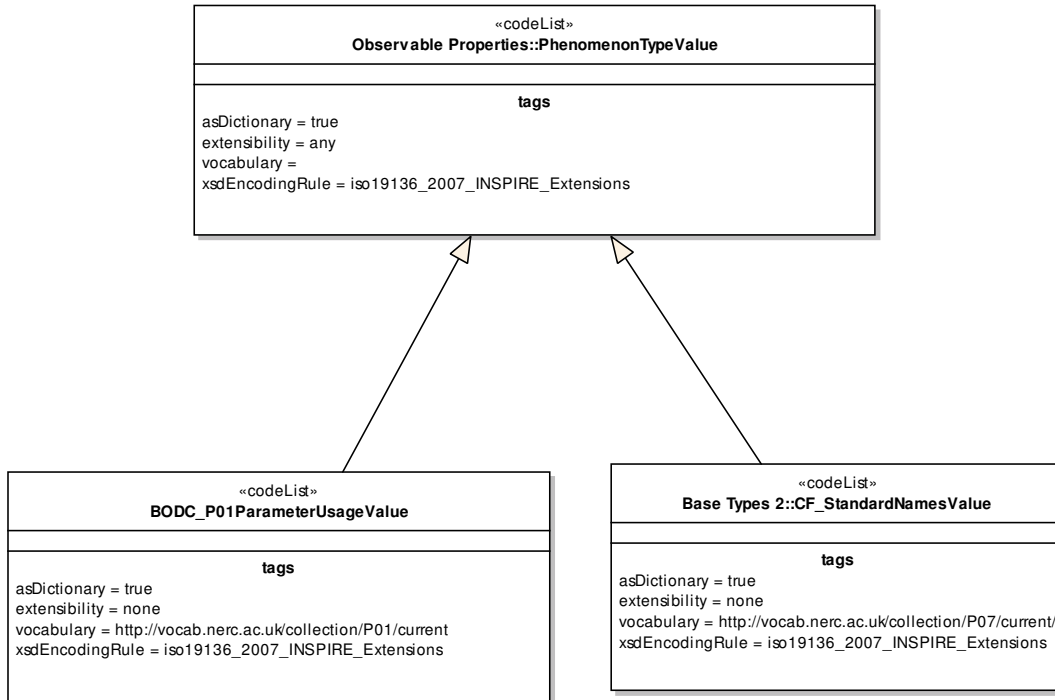 «codeList»
Observable Properties::PhenomenonTypeValue
tags
asDictionary = true
extensibility = any
vocabulary =
xsdEncodingRule = iso19136_2007_INSPIRE_Extensions
«codeList»
BODC_P01ParameterUsageValue
tags
asDictionary = true
extensibility = none
vocabulary = http://vocab.nerc.ac.uk/collection/P01/current
xsdEncodingRule = iso19136_2007_INSPIRE_Extensions
«codeList»
Base Types 2::CF_StandardNamesValue
tags
asDictionary = true
extensibility = none
vocabulary = http://vocab.nerc.ac.uk/collection/P07/current/
xsdEncodingRule = iso19136_2007_INSPIRE_Extensions